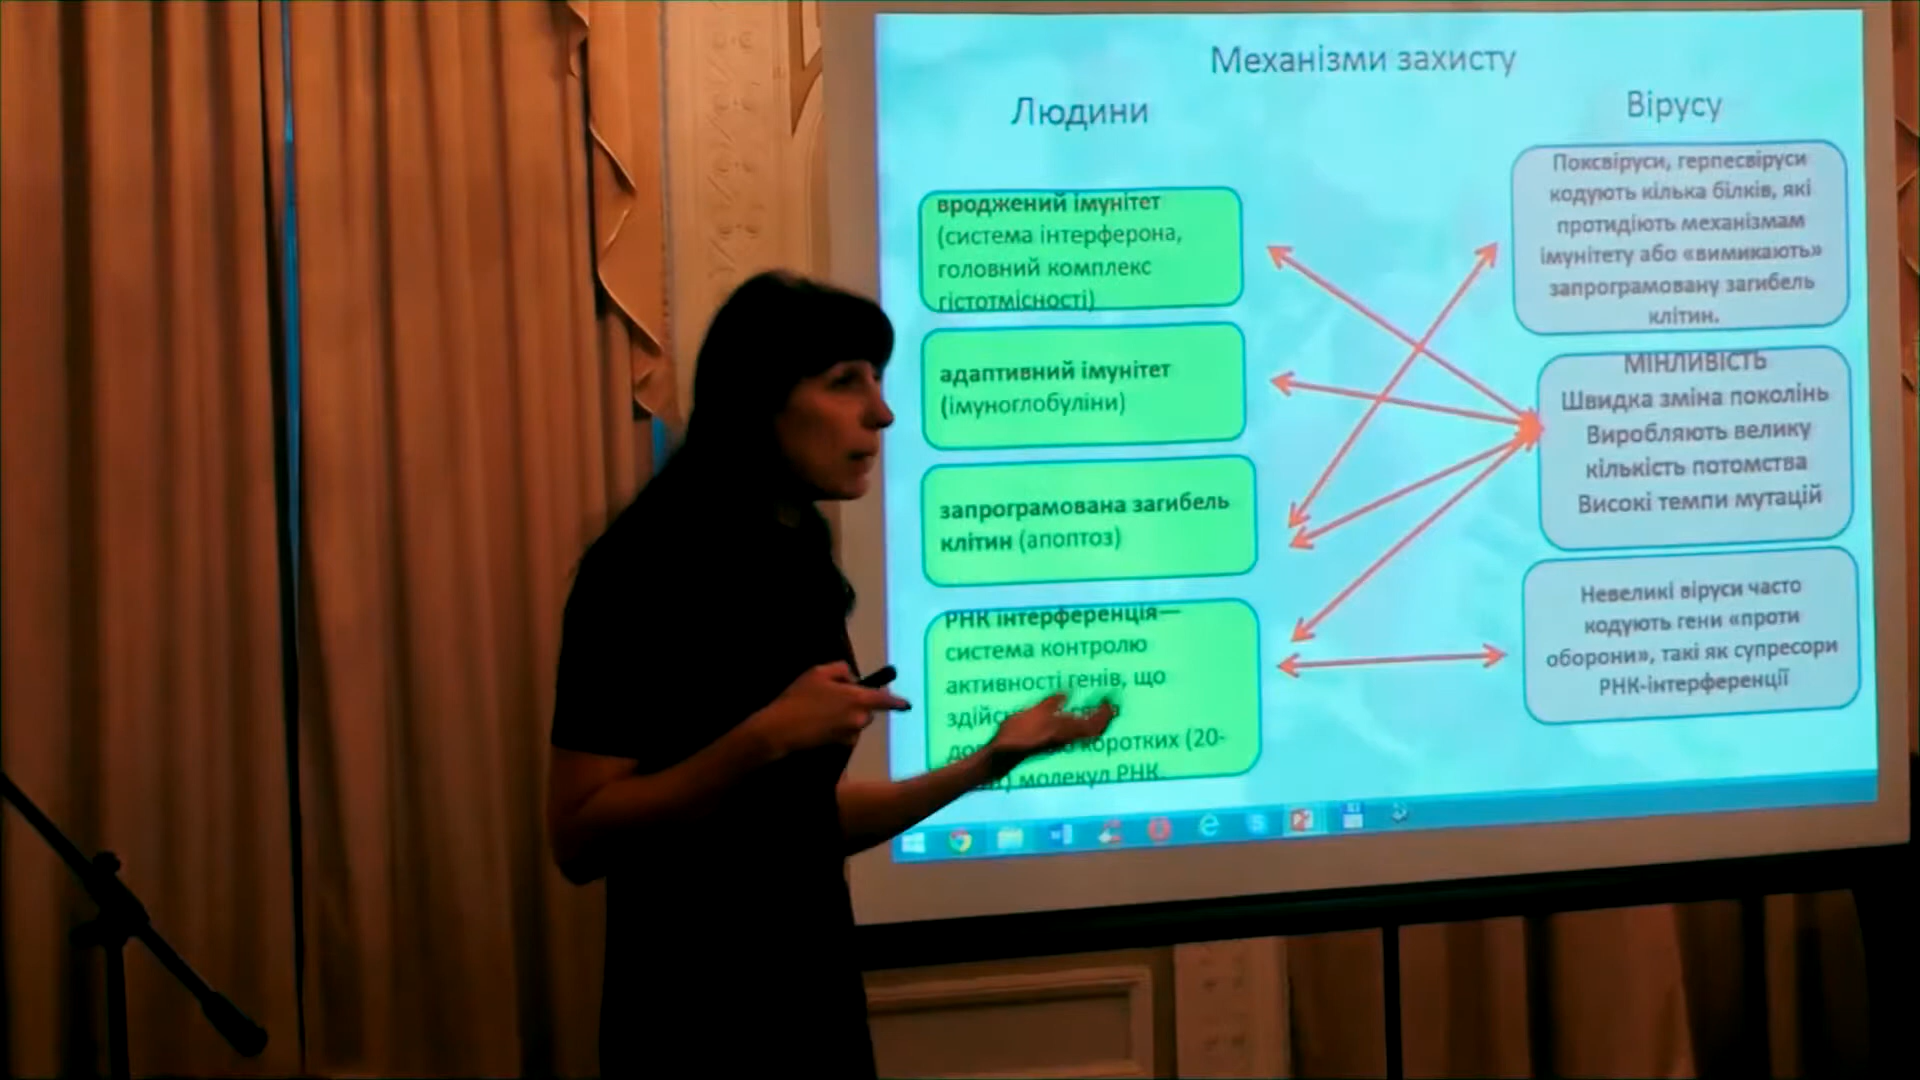 Механізми захисту
Людини
вроджений імунітет
(система інтерферона,
головний комплекс
гістотмісності)
адаптивний імунітет
(імуноглобуліни)
запрограмована загибель
клітин (апоптоз)
РНК інтерференція—
система контролю
активності генів, що
коротких (20-
молекул РНК.
Вірусу
Поксвіруси, герпесвіруси
кодують кілька білків, які
протидіють механізмам
імунітету або «вимикають»
запрограмовану загибель
клітин.
МІНЛИВІСТЬ
Швидка зміна поколінь
Виробляють велику
кількість потомства
Високі темпи мутацій
Невеликі віруси часто
кодують гени «проти
оборони», такі як супресори
РНК-інтерференції